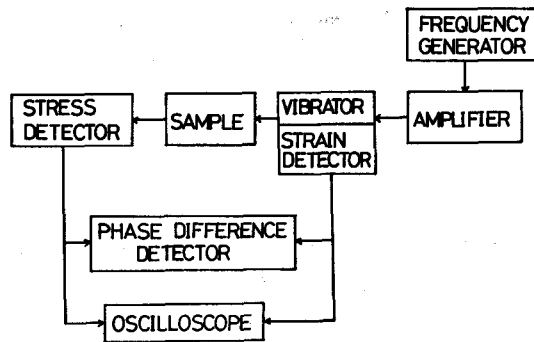 FREQUENCY
GENERATOR
STRESS
DETECTOR
SAMPLE
VIBRATOR
STRAIN
DETECTOR
AMPLIFIER
PHASE DIFFERENCE
DETECTOR
OSCILLOSCOPE